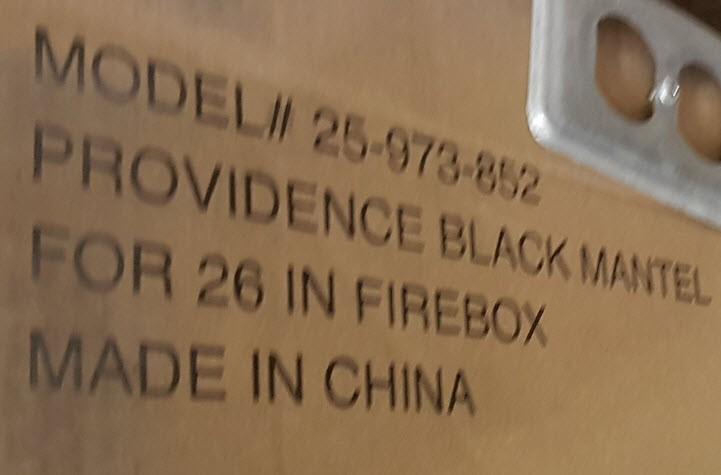 MODEL# 25-973-852
PROVIDENCE BLACK MANTEL
FOR 26 IN FIREBOX
MADE IN CHINA